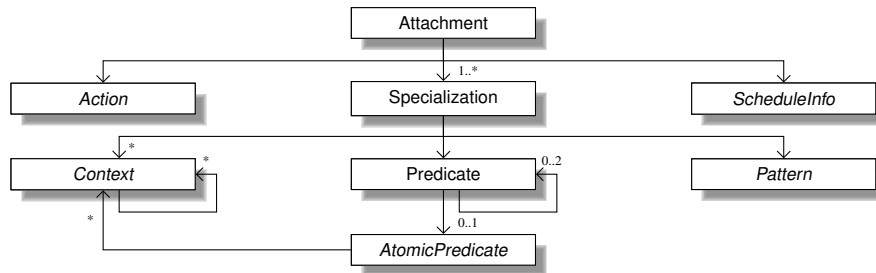 Attachment
1..*
Action
Specialization
ScheduleInfo
*
*
0..2
Context
Predicate
Pattern
*
0..1
AtomicPredicate